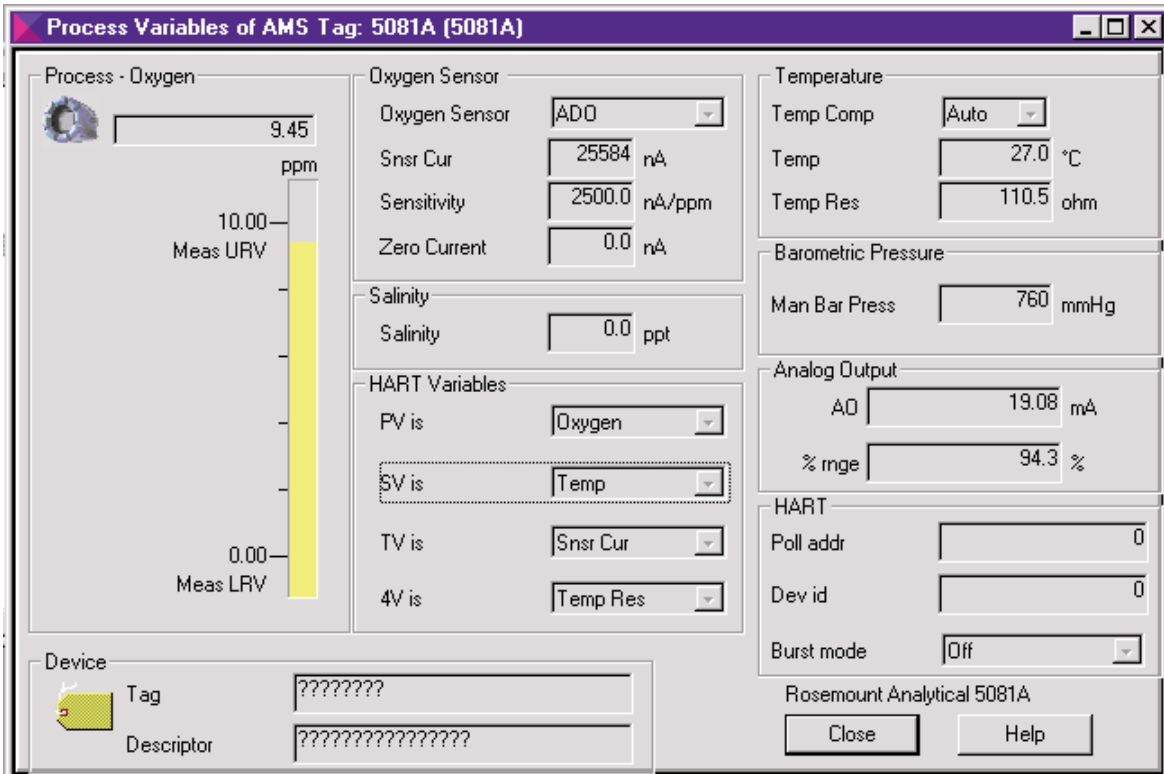 Process Variables of AMS Tag: 5081A (5081A)
Process - Oxygen
9.45
ppm
10.00
Meas URV
0.00
Meas LRV
Oxygen Sensor
Oxygen Sensor ADO
Snsr Cur 25584 nA
Sensitivity 2500.0 nA/ppm
Zero Current 0.0 nA
Salinity
Salinity 0.0 ppt
HART Variables
PV is Oxygen
SV is Temp
TV is Snsr Cur
4V is Temp Res
Temperature
Temp Comp Auto
Temp 27.0 °C
Temp Res 110.5 ohm
Barometric Pressure
Man Bar Press 760 mmHg
Analog Output
AO 19.08 mA
% rnge 94.3 %
HART
Poll addr 0
Dev id 0
Burst mode Off
Device
Tag ????????
Descriptor ????????????????
Rosemount Analytical 5081A
Close Help